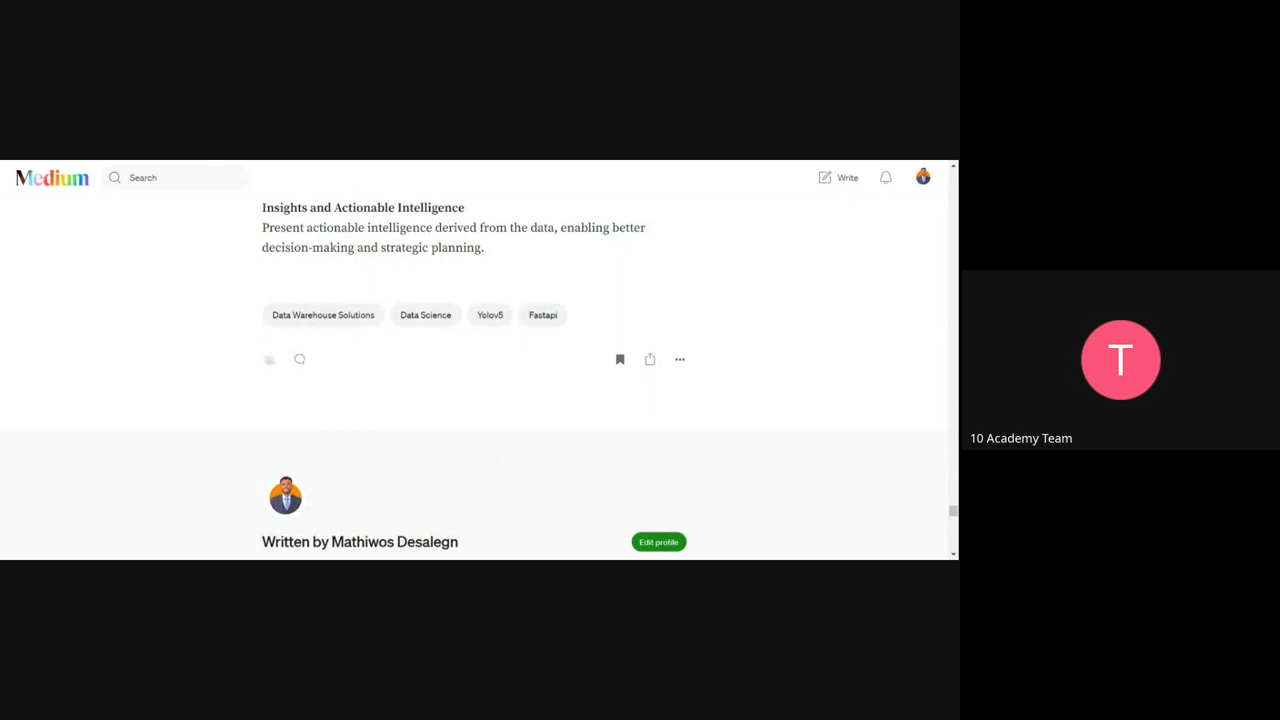 Medium
Search
Write
Insights and Actionable Intelligence
Present actionable intelligence derived from the data, enabling better
decision-making and strategic planning.
Data Warehouse Solutions
Data Science
Yolov5
Fastapi
Written by Mathiwos Desalegn
Edit profile
T
10 Academy Team